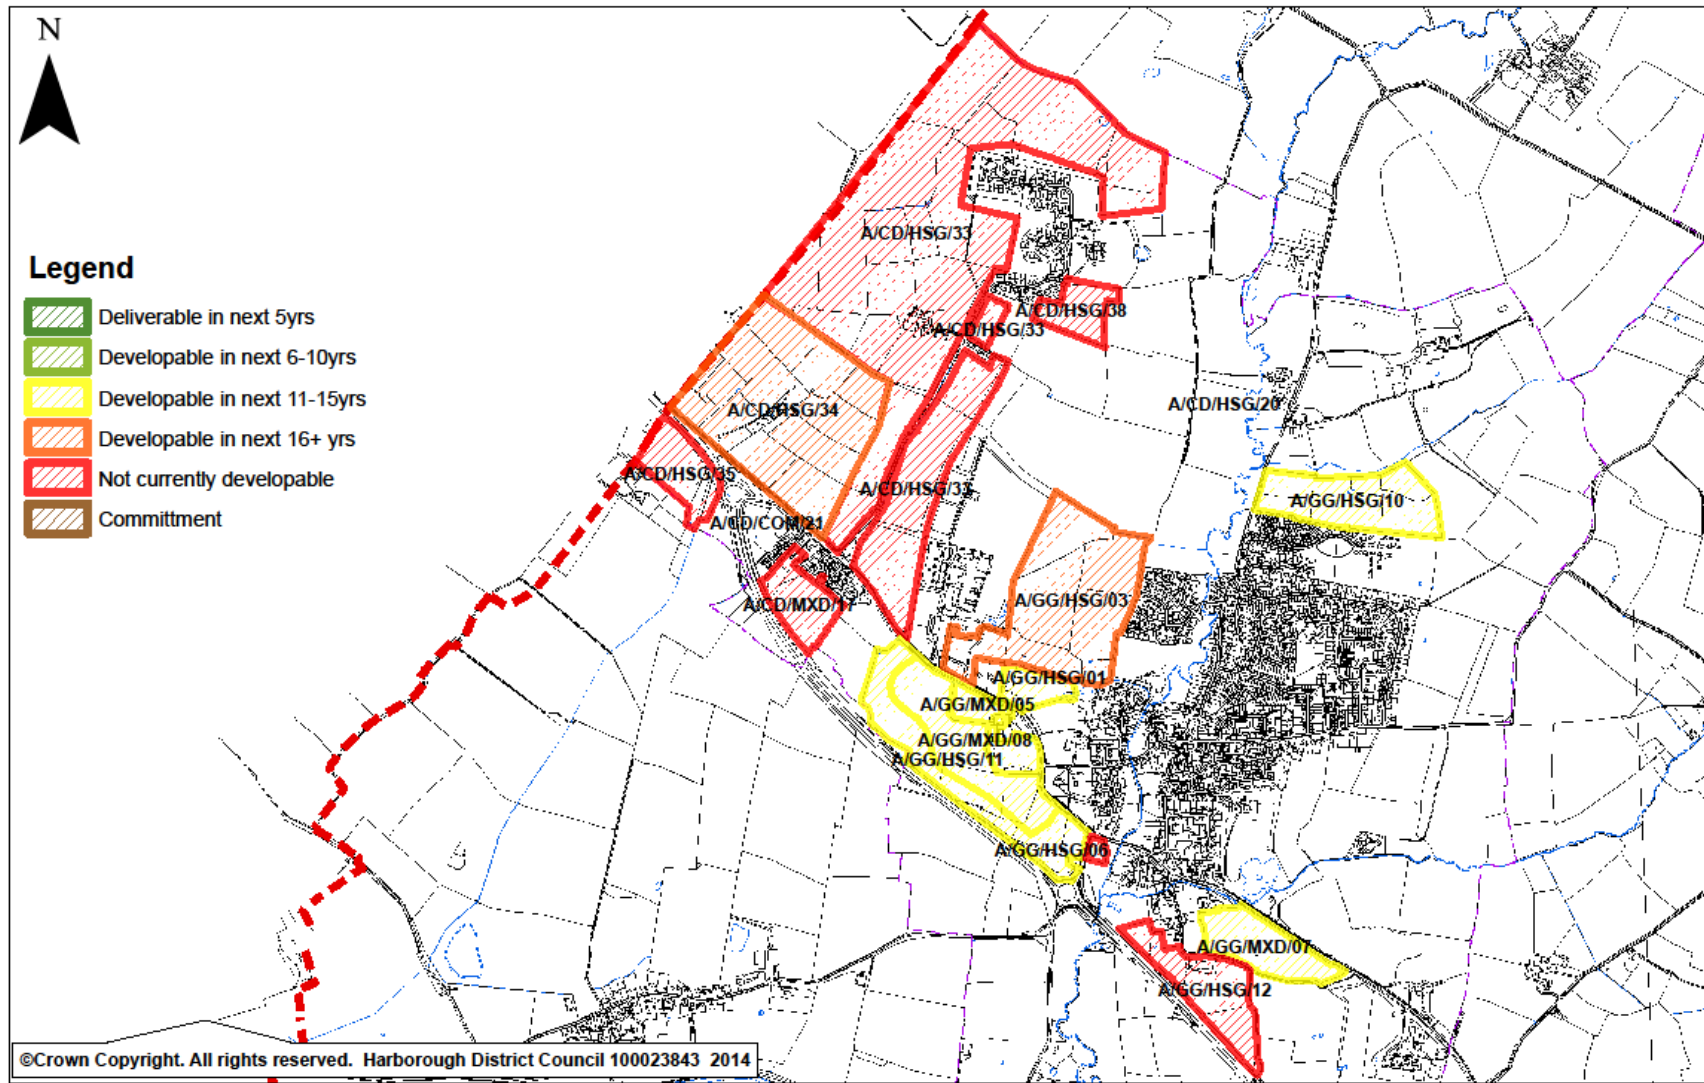 N
Legend
Deliverable in next 5yrs
Developable in next 6-10yrs
Developable in next 11-15yrs
Developable in next 16+ yrs
Not currently developable
Committment
A/CD/HSG/33
A/CD/HSG/38
A/CD/HSG/33
A/CD/HSG/34
A/CD/HSG/20
A/CD/HSG/35
A/CD/HSG/33
A/GG/HSG/10
A/CD/COM/21
A/CD/MXD/17
A/GG/HSG/03
A/GG/HSG/01
A/GG/MXD/05
A/GG/MXD/08
A/GG/HSG/11
A/GG/HSG/06
A/GG/MXD/07
A/GG/HSG/12
©Crown Copyright. All rights reserved. Harborough District Council 100023843 2014